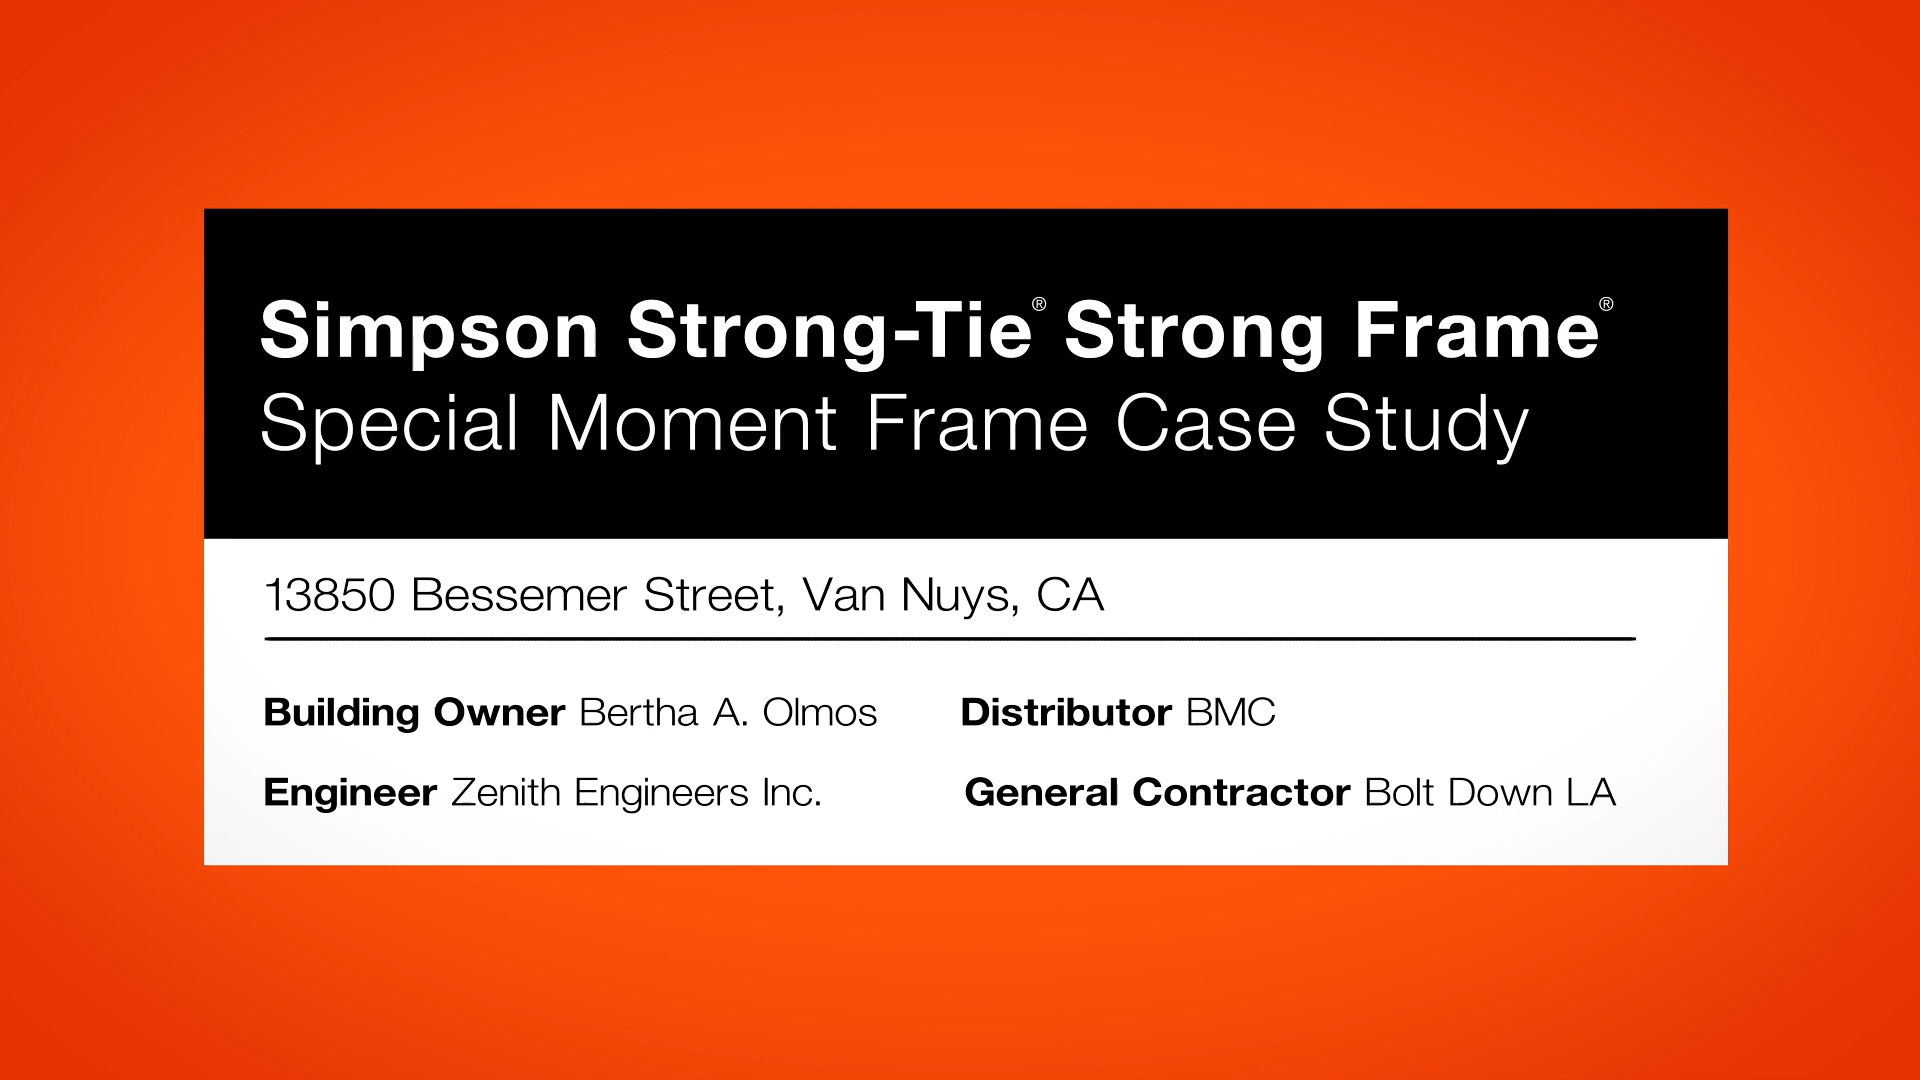 Simpson Strong-Tie® Strong Frame®
Special Moment Frame Case Study
13850 Bessemer Street, Van Nuys, CA
Building Owner Bertha A. Olmos
Distributor BMC
Engineer Zenith Engineers Inc.
General Contractor Bolt Down LA